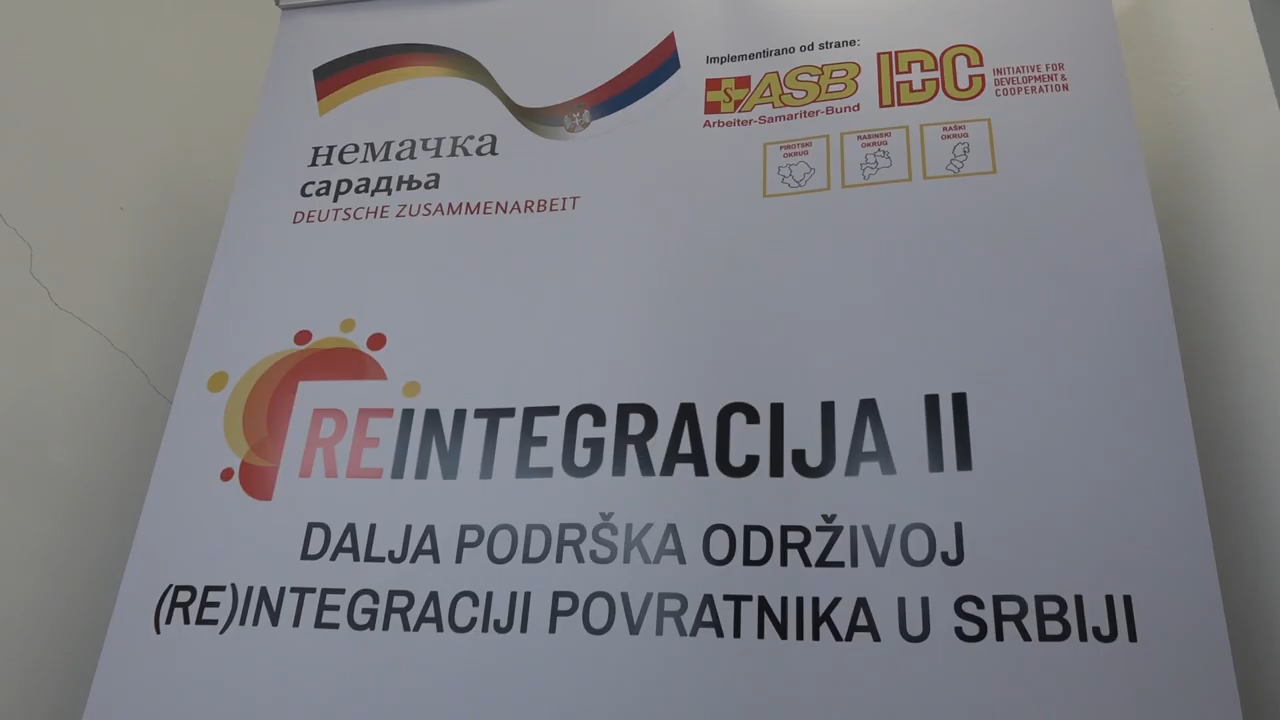 немачка
сарадња
DEUTSCHE ZUSAMMENARBEIT
Implementirano od strane:
S ASB
Arbeiter-Samariter-Bund
IDC
INITIATIVE FOR
DEVELOPMENT &
COOPERATION
PIROTSKI
OKRUG
RASINSKI
OKRUG
RAŠKI
OKRUG
REINTEGRACIJA II
DALJA PODRŠKA ODRŽIVOJ
(RE)INTEGRACIJI POVRATNIKA U SRBIJI